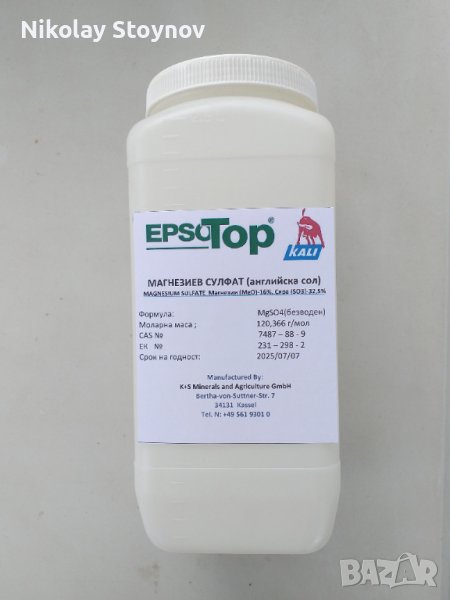 Nikolay Stoynov
EPSO TOP®
KALI
МАГНЕЗИЕВ СУЛФАТ (английска сол)
MAGNESIUM SULFATE Магнезии (MgO)-16%, Сяра (SO3)-32,5%
Формула: MgSO4(безводен)
Моларна маса ; 120,366 г/мол
CAS № 7487 – 88 - 9
ЕК № 231 – 298 - 2
Срок на годност: 2025/07/07
Manufactured By:
K+S Minerals and Agriculture GmbH
Bertha-von-Suttner-Str. 7
34131 Kassel
Tel. N: +49 561 9301 0
BAZAR